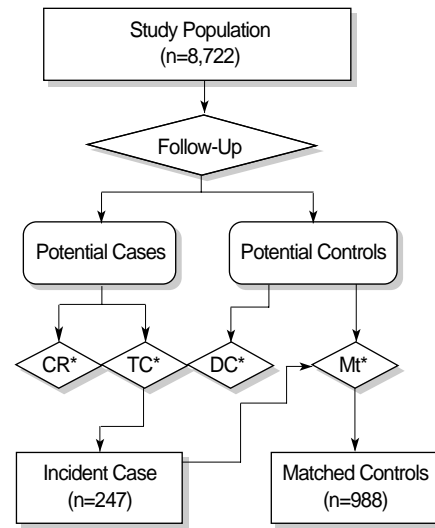 Study Population
(n=8,722)
Follow-Up
Potential Cases
Potential Controls
CR*
TC*
DC*
Mt*
Incident Case
(n=247)
Matched Controls
(n=988)